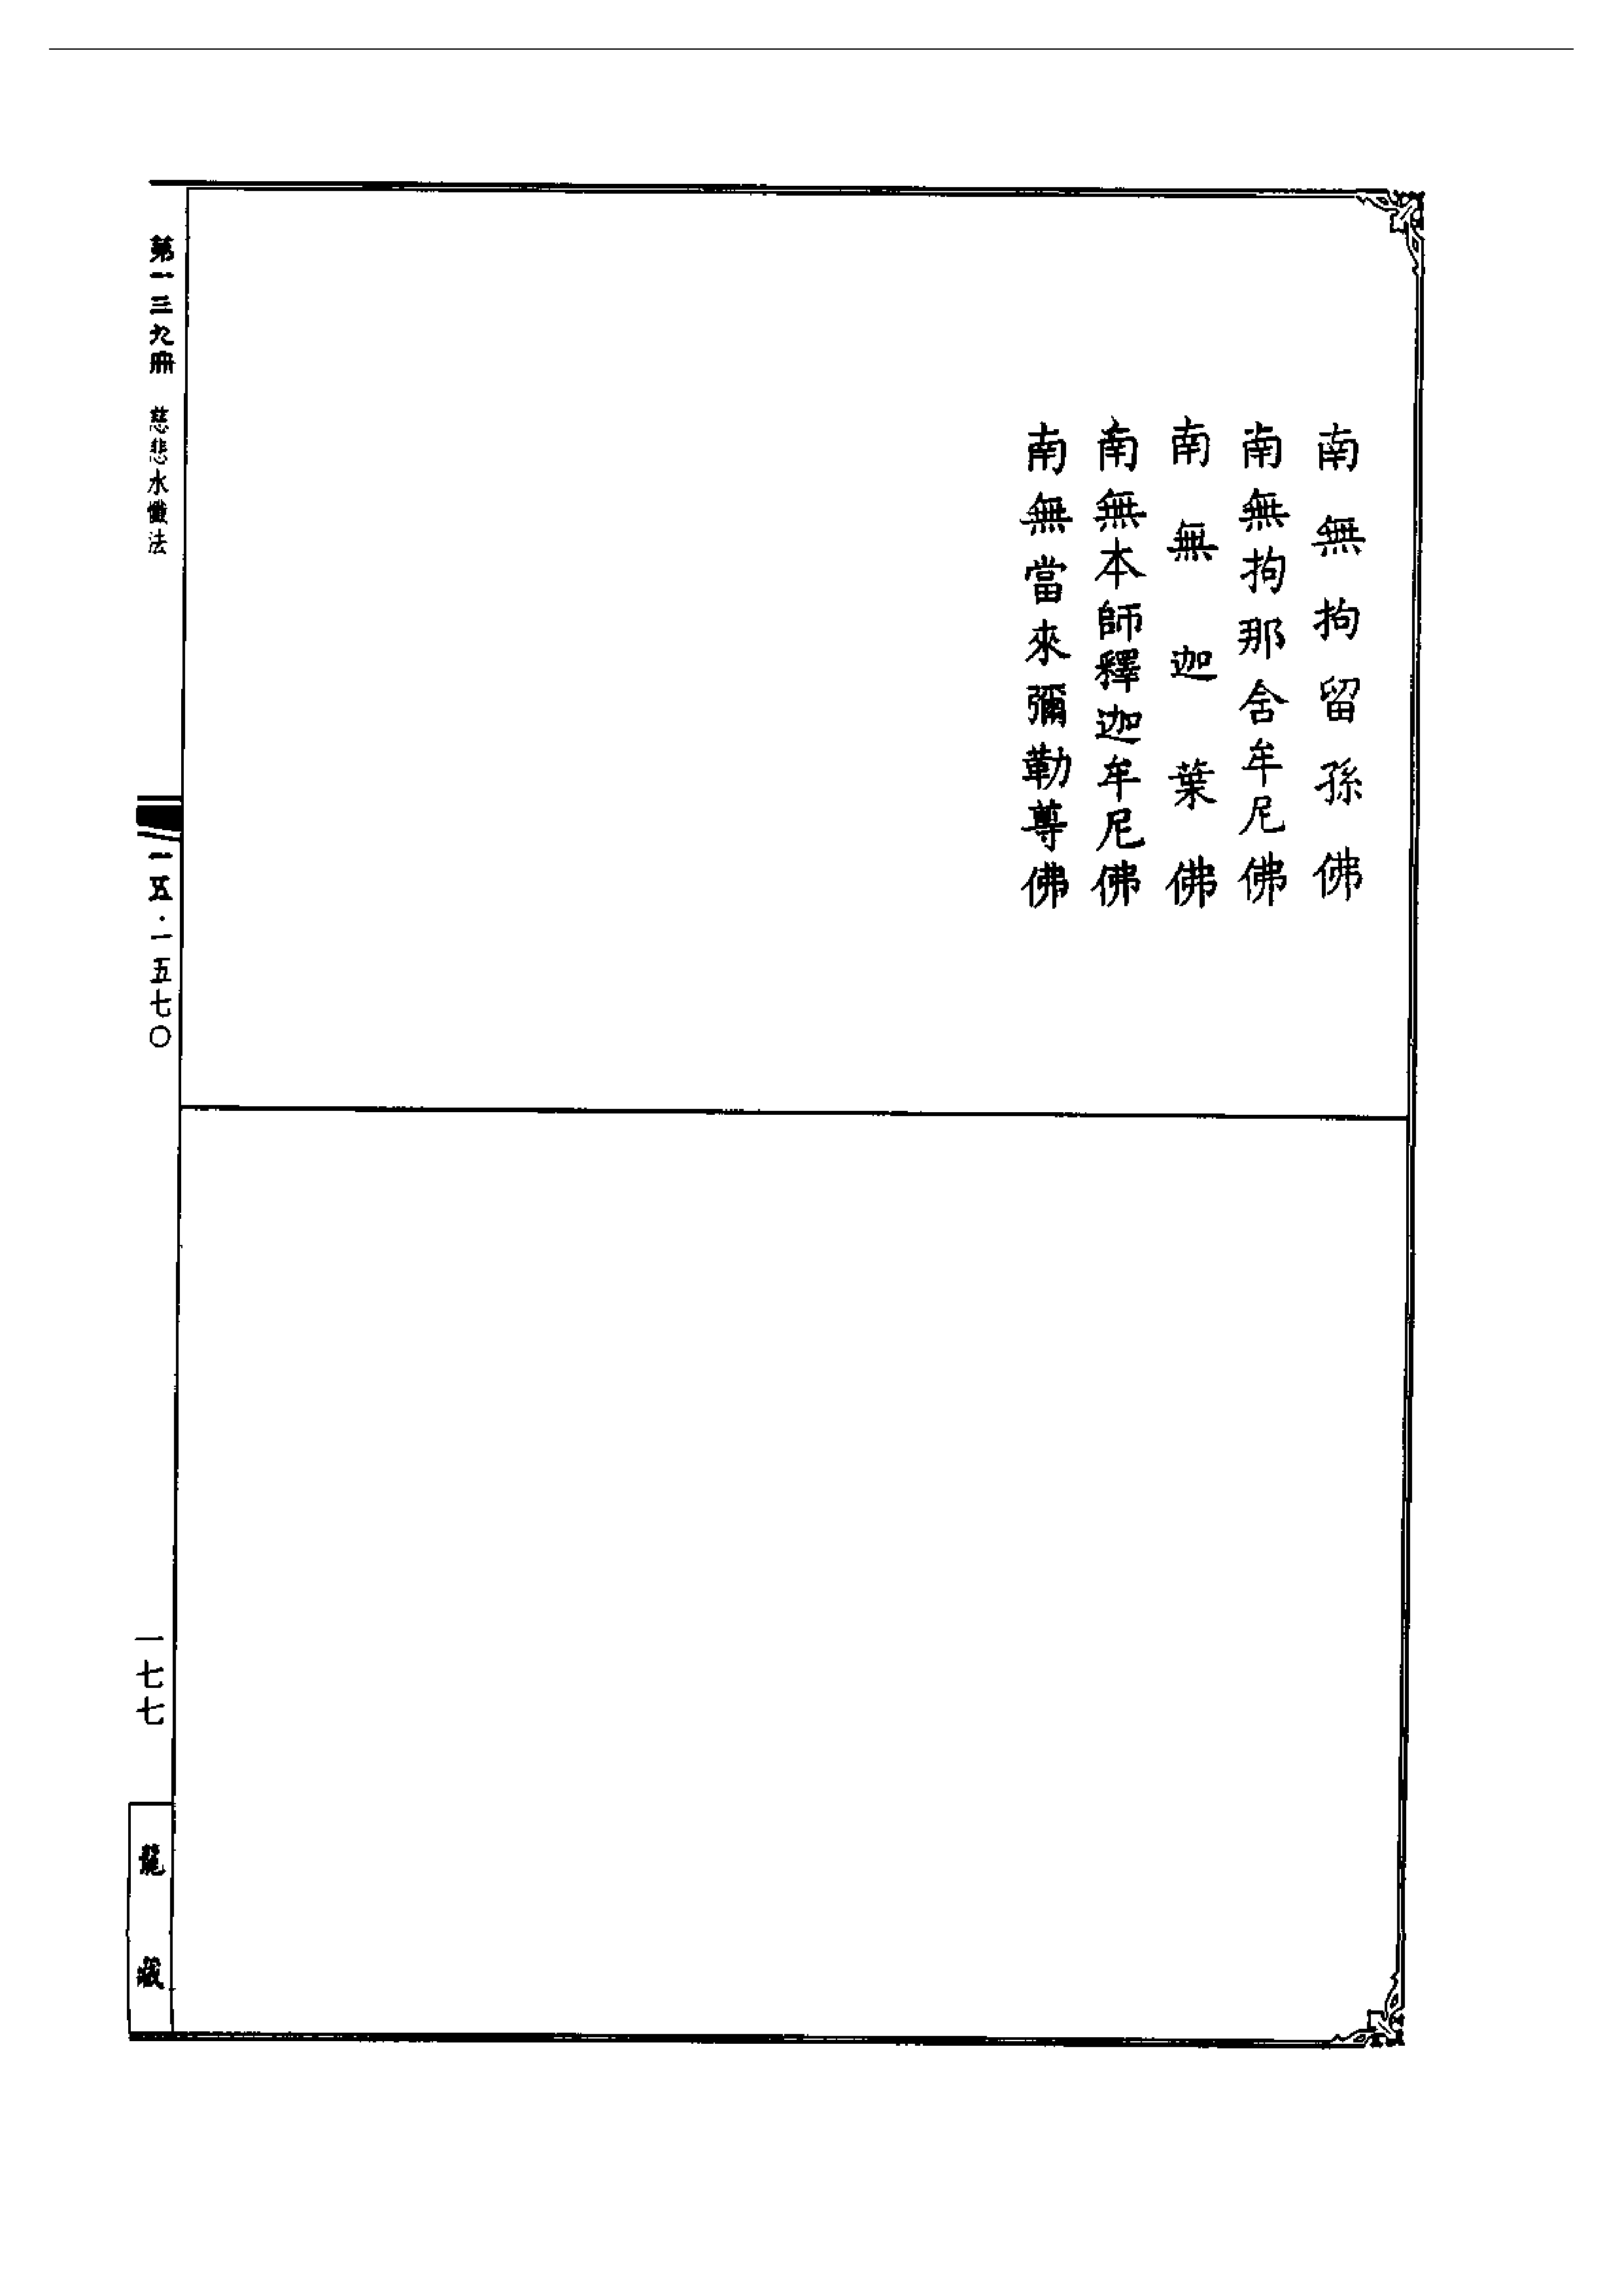 南無拘留孫佛
南無拘那含牟尼佛
南無迦葉佛
南無本師釋迦牟尼佛
南無當來彌勒尊佛
第一三九冊　慈悲水懺法
一五·一五七〇
一七七
龍藏